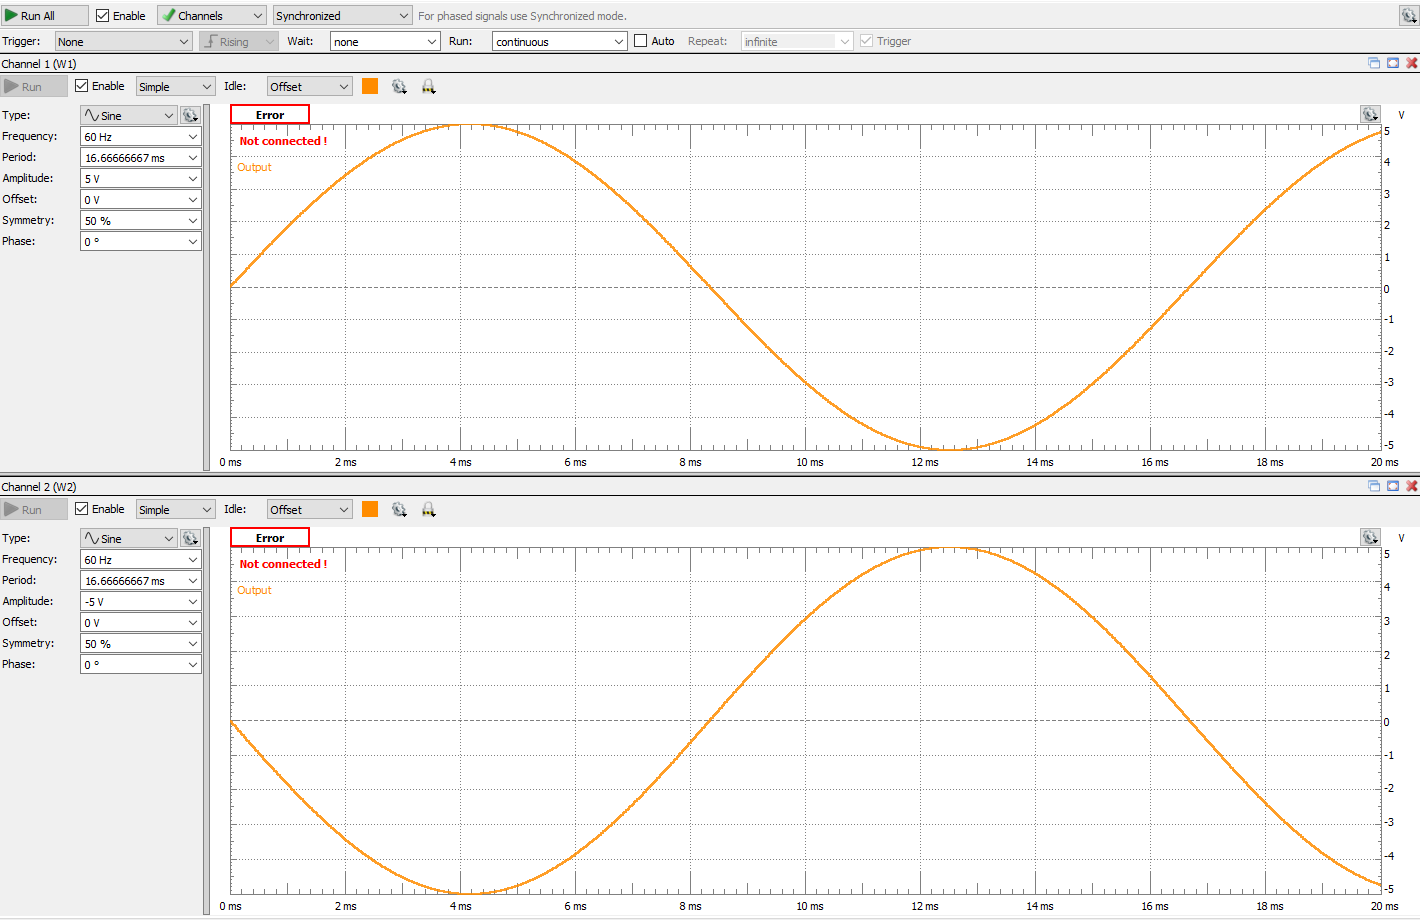 Run All Enable Channels Synchronized For phased signals use Synchronized mode.
Trigger: None Rising Wait: none Run: continuous Auto Repeat: infinite Trigger
Channel 1 (W1)
Run Enable Simple Idle: Offset
Type: Sine
Frequency: 60 Hz
Period: 16.66666667 ms
Amplitude: 5 V
Offset: 0 V
Symmetry: 50 %
Phase: 0 °
Error
Not connected !
Output
V
5
4
3
2
1
0
-1
-2
-3
-4
-5
0 ms 2 ms 4 ms 6 ms 8 ms 10 ms 12 ms 14 ms 16 ms 18 ms 20 ms
Channel 2 (W2)
Run Enable Simple Idle: Offset
Type: Sine
Frequency: 60 Hz
Period: 16.66666667 ms
Amplitude: -5 V
Offset: 0 V
Symmetry: 50 %
Phase: 0 °
Error
Not connected !
Output
V
5
4
3
2
1
0
-1
-2
-3
-4
-5
0 ms 2 ms 4 ms 6 ms 8 ms 10 ms 12 ms 14 ms 16 ms 18 ms 20 ms